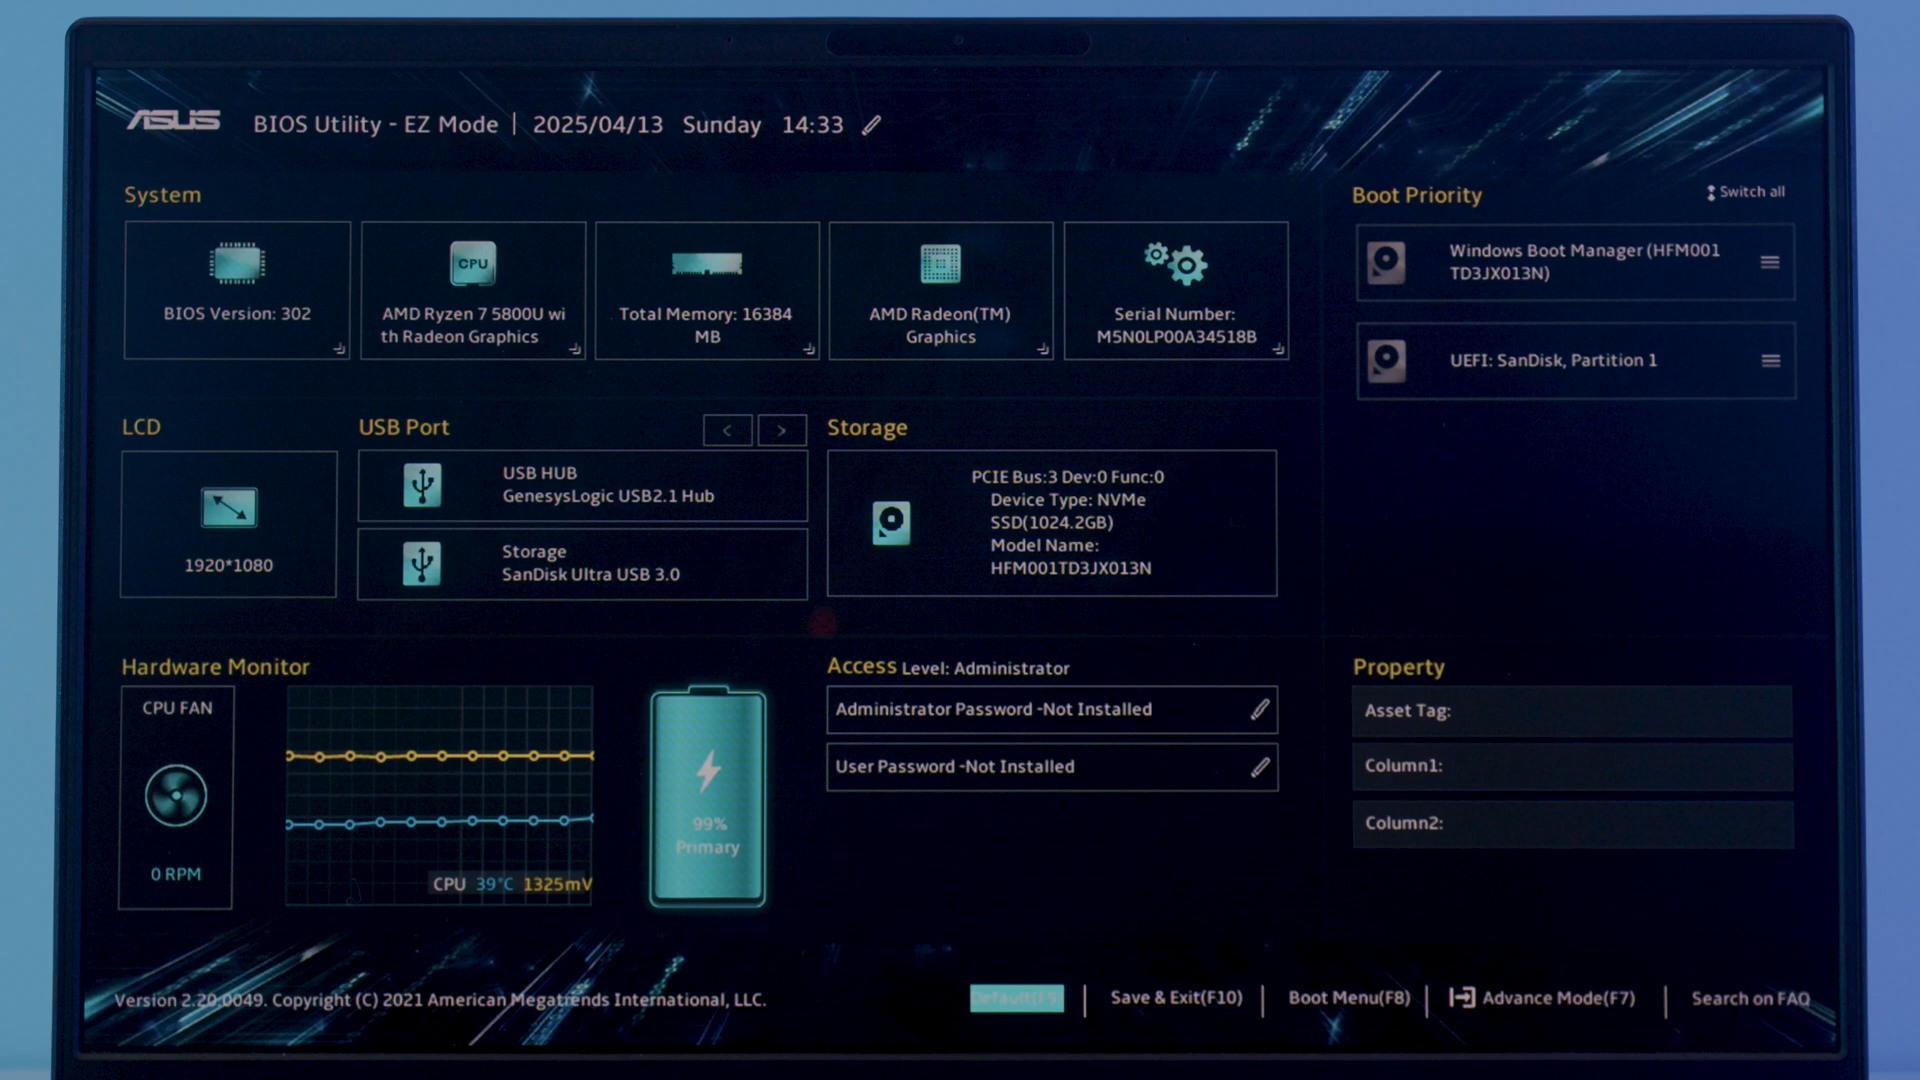 ASUS
BIOS Utility - EZ Mode | 2025/04/13 Sunday 14:33
System
BIOS Version: 302
CPU
AMD Ryzen 7 5800U wi
th Radeon Graphics
Total Memory: 16384
MB
AMD Radeon(TM)
Graphics
Serial Number:
M5N0LP00A34518B
Boot Priority
Switch all
Windows Boot Manager (HFM001
TD3JX013N)
UEFI: SanDisk, Partition 1
LCD
1920*1080
USB Port
< >
USB HUB
GenesysLogic USB2.1 Hub
Storage
SanDisk Ultra USB 3.0
Storage
PCIE Bus:3 Dev:0 Func:0
Device Type: NVMe
SSD(1024.2GB)
Model Name:
HFM001TD3JX013N
Hardware Monitor
CPU FAN
0 RPM
CPU 39°C 1325mV
99%
Primary
Access Level: Administrator
Administrator Password -Not Installed
User Password -Not Installed
Property
Asset Tag:
Column1:
Column2:
Version 2.20.0049. Copyright (C) 2021 American Megatrends International, LLC.
Default(F9) | Save & Exit(F10) | Boot Menu(F8) | Advance Mode(F7) | Search on FAQ